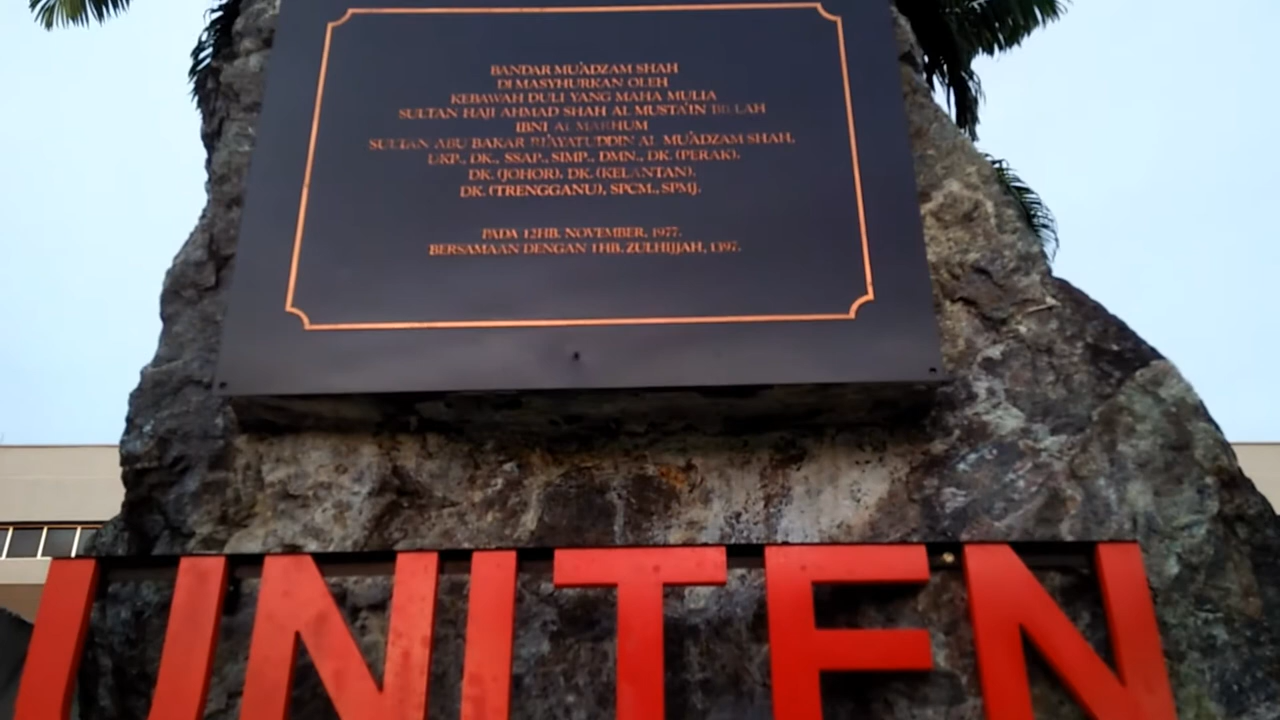 BANDAR MU'ADZAM SHAH
DI MASYHURKAN OLEH
KEBAWAH DULI YANG MAHA MULIA
SULTAN HAJI AHMAD SHAH AL MUSTA'IN BILLAH
IBNI AL MARHUM
SULTAN ABU BAKAR RI'AYATUDDIN AL MU'ADZAM SHAH,
DKP., DK., SSAP., SIMP., DMN., DK. (PERAK).
DK. (JOHOR). DK. (KELANTAN).
DK. (TRENGGANU), SPCM., SPMJ.
PADA 12HB. NOVEMBER, 1977.
BERSAMAAN DENGAN 1HB. ZULHIJJAH, 1397.
UNITEN